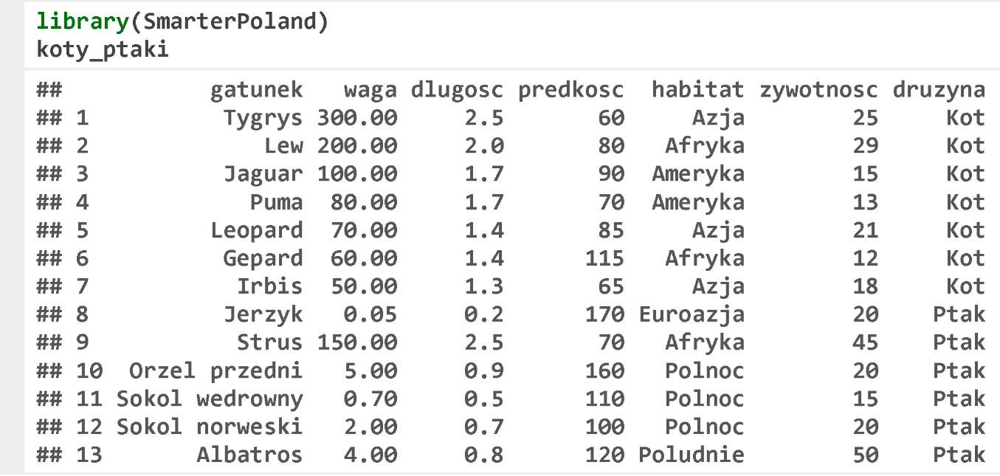 library(SmarterPoland)
koty_ptaki
##            gatunek   waga dlugosc predkosc  habitat zywotnosc druzyna
## 1           Tygrys 300.00     2.5       60     Azja        25     Kot
## 2              Lew 200.00     2.0       80   Afryka        29     Kot
## 3           Jaguar 100.00     1.7       90  Ameryka        15     Kot
## 4             Puma  80.00     1.7       70  Ameryka        13     Kot
## 5          Leopard  70.00     1.4       85     Azja        21     Kot
## 6           Gepard  60.00     1.4      115   Afryka        12     Kot
## 7            Irbis  50.00     1.3       65     Azja        18     Kot
## 8           Jerzyk   0.05     0.2      170 Euroazja        20    Ptak
## 9            Strus 150.00     2.5       70   Afryka        45    Ptak
## 10   Orzel przedni   5.00     0.9      160   Polnoc        20    Ptak
## 11 Sokol wedrowny   0.70     0.5      110   Polnoc        15    Ptak
## 12 Sokol norweski   2.00     0.7      100   Polnoc        20    Ptak
## 13       Albatros   4.00     0.8      120 Poludnie        50    Ptak